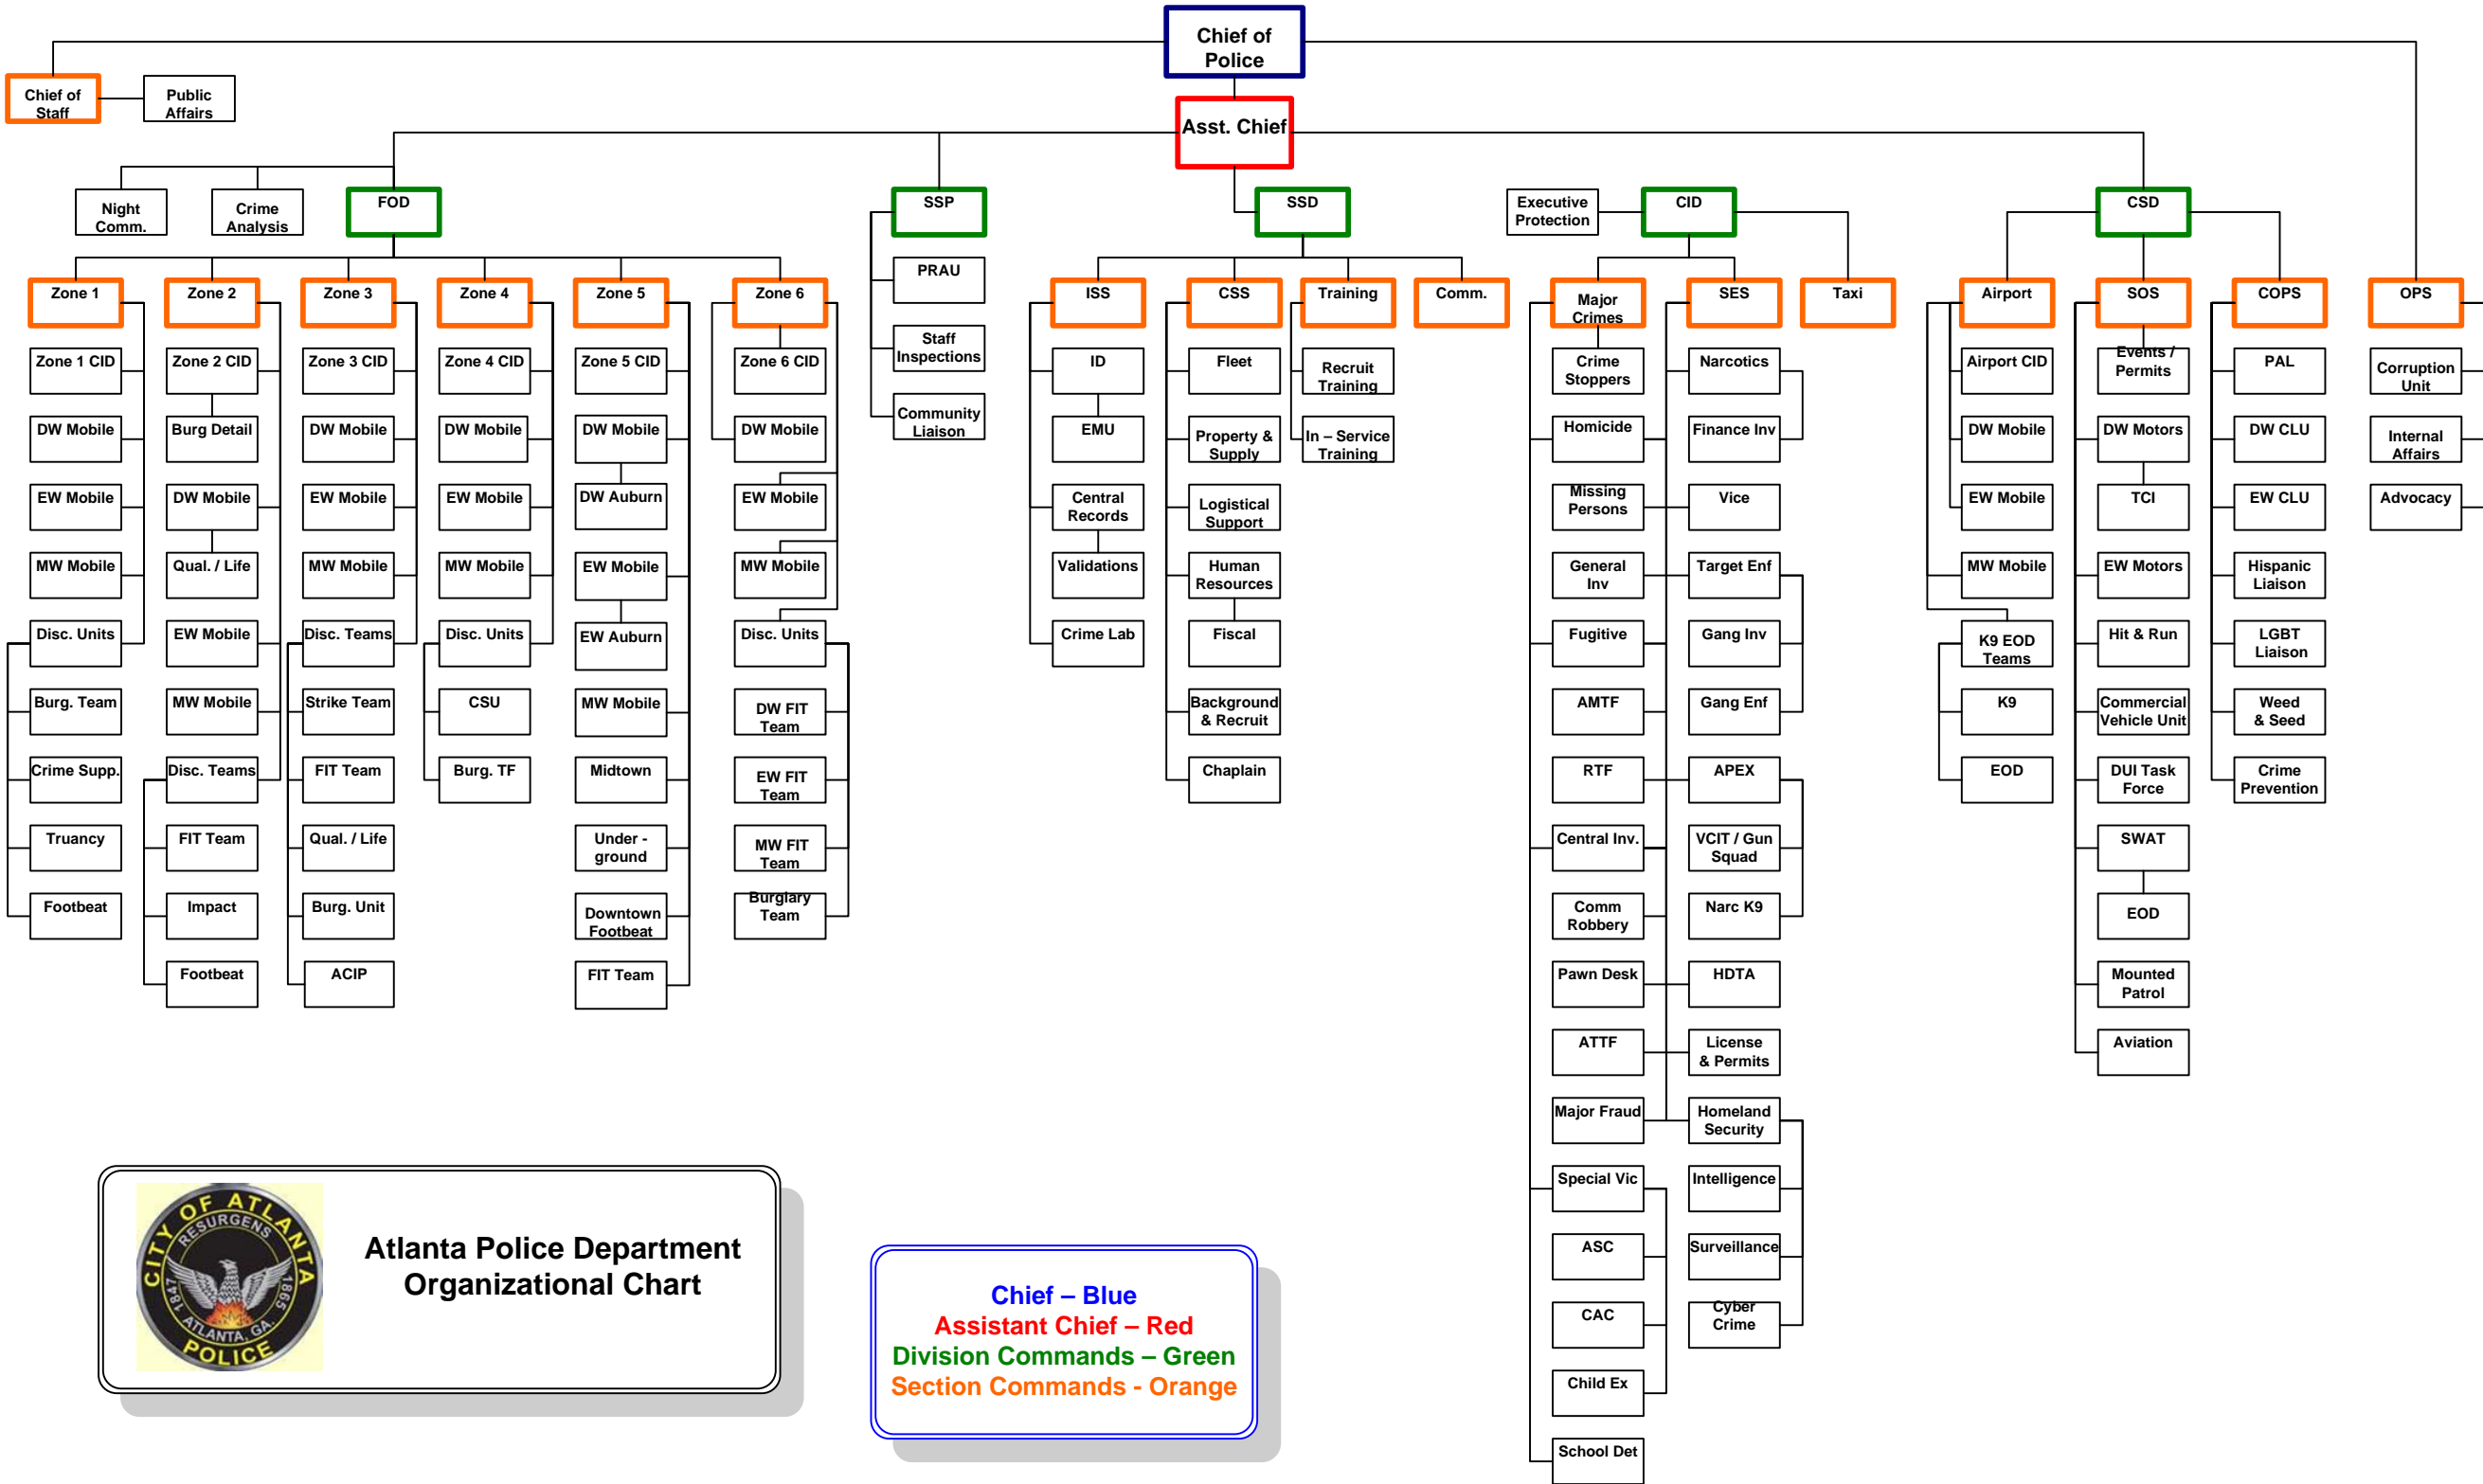 Chief of
Police
Chief of
Staff
Public
Affairs
Asst. Chief
Night
Comm.
Crime
Analysis
FOD
SSP
SSD
Executive
Protection
CID
CSD
Zone 1
Zone 2
Zone 3
Zone 4
Zone 5
Zone 6
PRAU
ISS
CSS
Training
Comm.
Major
Crimes
SES
Taxi
Airport
SOS
COPS
OPS
Zone 1 CID
DW Mobile
EW Mobile
MW Mobile
Disc. Units
Burg. Team
Crime Supp.
Truancy
Footbeat
Zone 2 CID
Burg Detail
DW Mobile
Qual. / Life
EW Mobile
MW Mobile
Disc. Teams
FIT Team
Impact
Footbeat
Zone 3 CID
DW Mobile
EW Mobile
MW Mobile
Disc. Teams
Strike Team
FIT Team
Qual. / Life
Burg. Unit
ACIP
Zone 4 CID
DW Mobile
EW Mobile
MW Mobile
Disc. Units
CSU
Burg. TF
Zone 5 CID
DW Mobile
DW Auburn
EW Mobile
EW Auburn
MW Mobile
Midtown
Under -
ground
Downtown
Footbeat
FIT Team
Zone 6 CID
DW Mobile
EW Mobile
MW Mobile
Disc. Units
DW FIT
Team
EW FIT
Team
MW FIT
Team
Burglary
Team
Staff
Inspections
Community
Liaison
ID
EMU
Central
Records
Validations
Crime Lab
Fleet
Property &
Supply
Logistical
Support
Human
Resources
Fiscal
Background
& Recruit
Chaplain
Recruit
Training
In – Service
Training
Crime
Stoppers
Homicide
Missing
Persons
General
Inv
Fugitive
AMTF
RTF
Central Inv.
Comm
Robbery
Pawn Desk
ATTF
Major Fraud
Special Vic
ASC
CAC
Child Ex
School Det
Narcotics
Finance Inv
Vice
Target Enf
Gang Inv
Gang Enf
APEX
VCIT / Gun
Squad
Narc K9
HDTA
License
& Permits
Homeland
Security
Intelligence
Surveillance
Cyber
Crime
Airport CID
DW Mobile
EW Mobile
MW Mobile
K9 EOD
Teams
K9
EOD
Events /
Permits
DW Motors
TCI
EW Motors
Hit & Run
Commercial
Vehicle Unit
DUI Task
Force
SWAT
EOD
Mounted
Patrol
Aviation
PAL
DW CLU
EW CLU
Hispanic
Liaison
LGBT
Liaison
Weed
& Seed
Crime
Prevention
Corruption
Unit
Internal
Affairs
Advocacy
CITY OF ATLANTA
RESURGENS
1847
1865
ATLANTA, GA.
POLICE
Atlanta Police Department
Organizational Chart
Chief – Blue
Assistant Chief – Red
Division Commands – Green
Section Commands - Orange